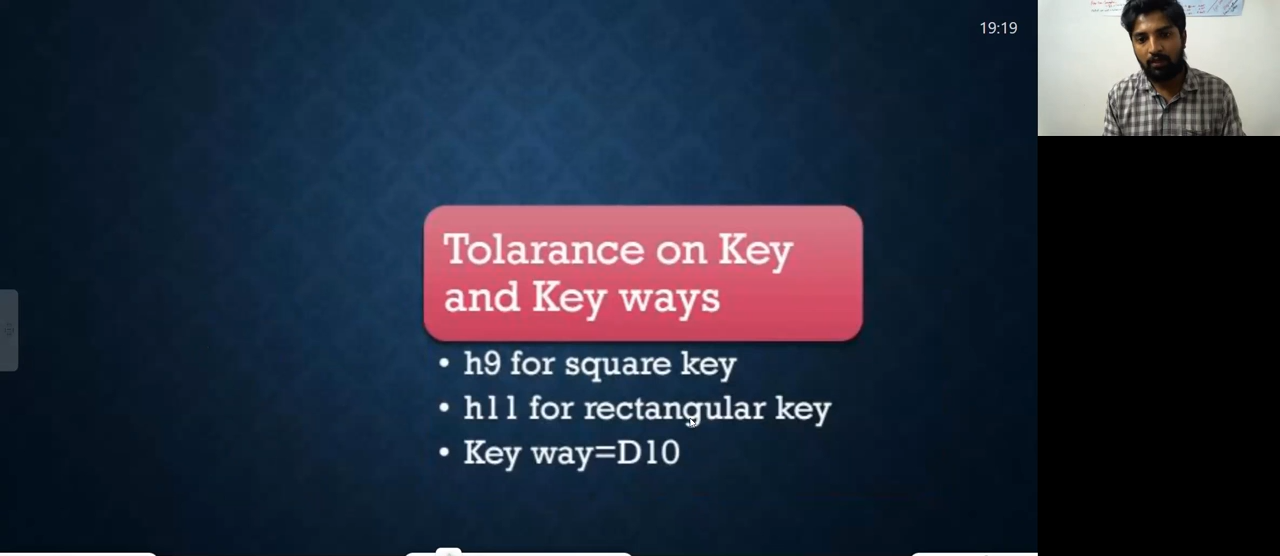 19:19
Tolarance on Key
and Key ways
• h9 for square key
• h11 for rectangular key
• Key way=D10